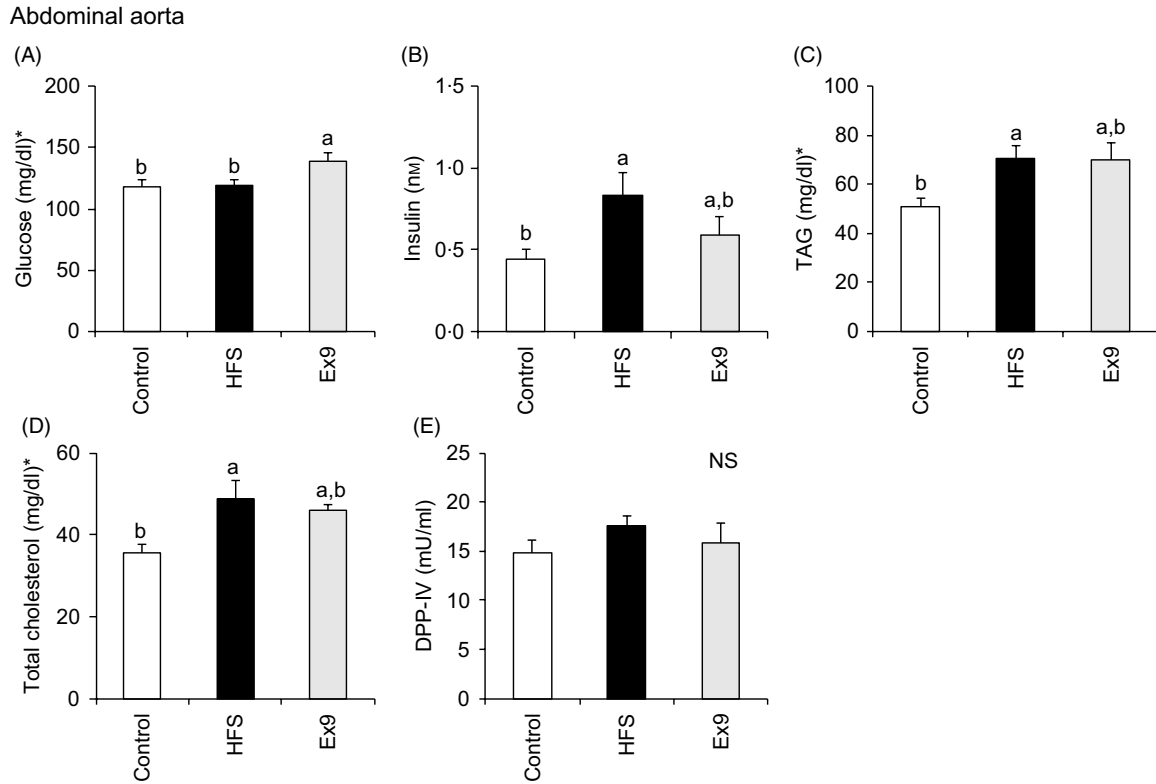 Abdominal aorta
(A)
Glucose (mg/dl)*
200
150
100
50
0
b
b
a
Control
HFS
Ex9
(B)
Insulin (nM)
1·5
1·0
0·5
0·0
b
a
a,b
Control
HFS
Ex9
(C)
TAG (mg/dl)*
100
80
60
40
20
0
b
a
a,b
Control
HFS
Ex9
(D)
Total cholesterol (mg/dl)*
60
40
20
0
b
a
a,b
Control
HFS
Ex9
(E)
DPP-IV (mU/ml)
25
20
15
10
5
0
NS
Control
HFS
Ex9